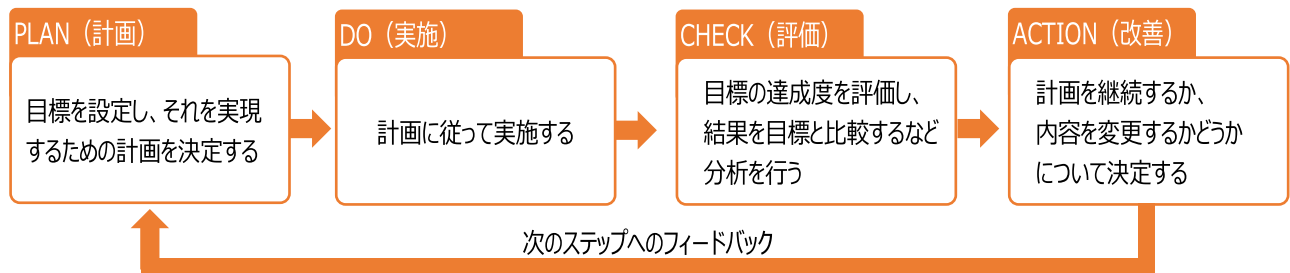 PLAN（計画）
目標を設定し、それを実現
するための計画を決定する
DO（実施）
計画に従って実施する
CHECK（評価）
目標の達成度を評価し、
結果を目標と比較するなど
分析を行う
ACTION（改善）
計画を継続するか、
内容を変更するかどうか
について決定する
次のステップへのフィードバック